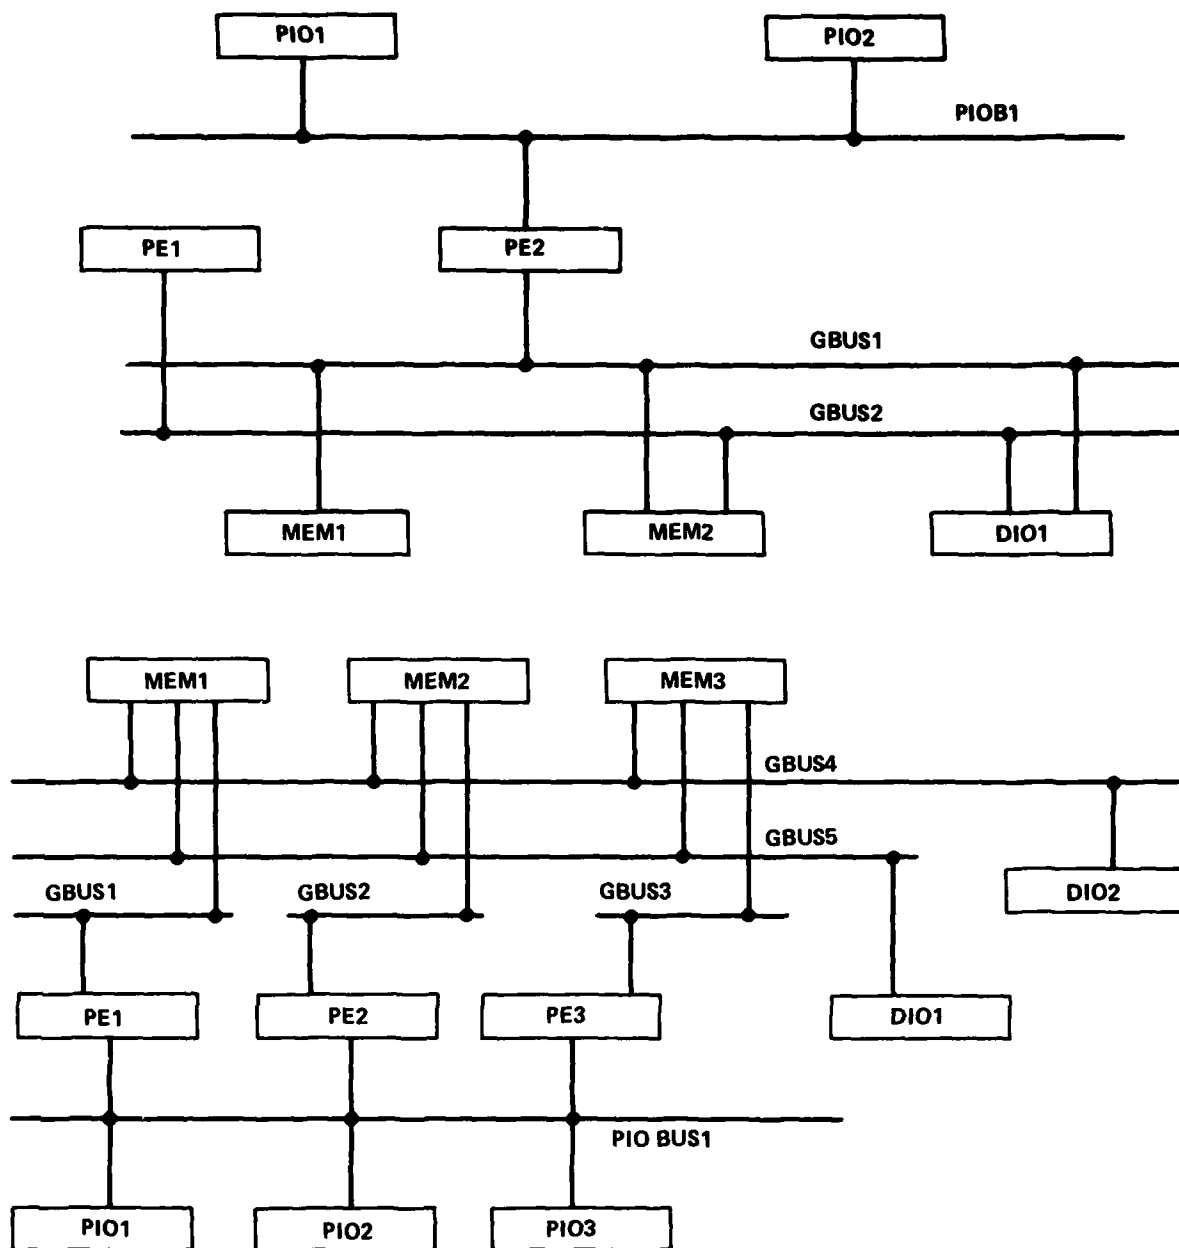 PIO1 PIO2
PIOB1
PE1 PE2
GBUS1
GBUS2
MEM1 MEM2 DIO1
MEM1 MEM2 MEM3
GBUS4
GBUS5
GBUS1 GBUS2 GBUS3
DIO2
PE1 PE2 PE3 DIO1
PIO BUS1
PIO1 PIO2 PIO3